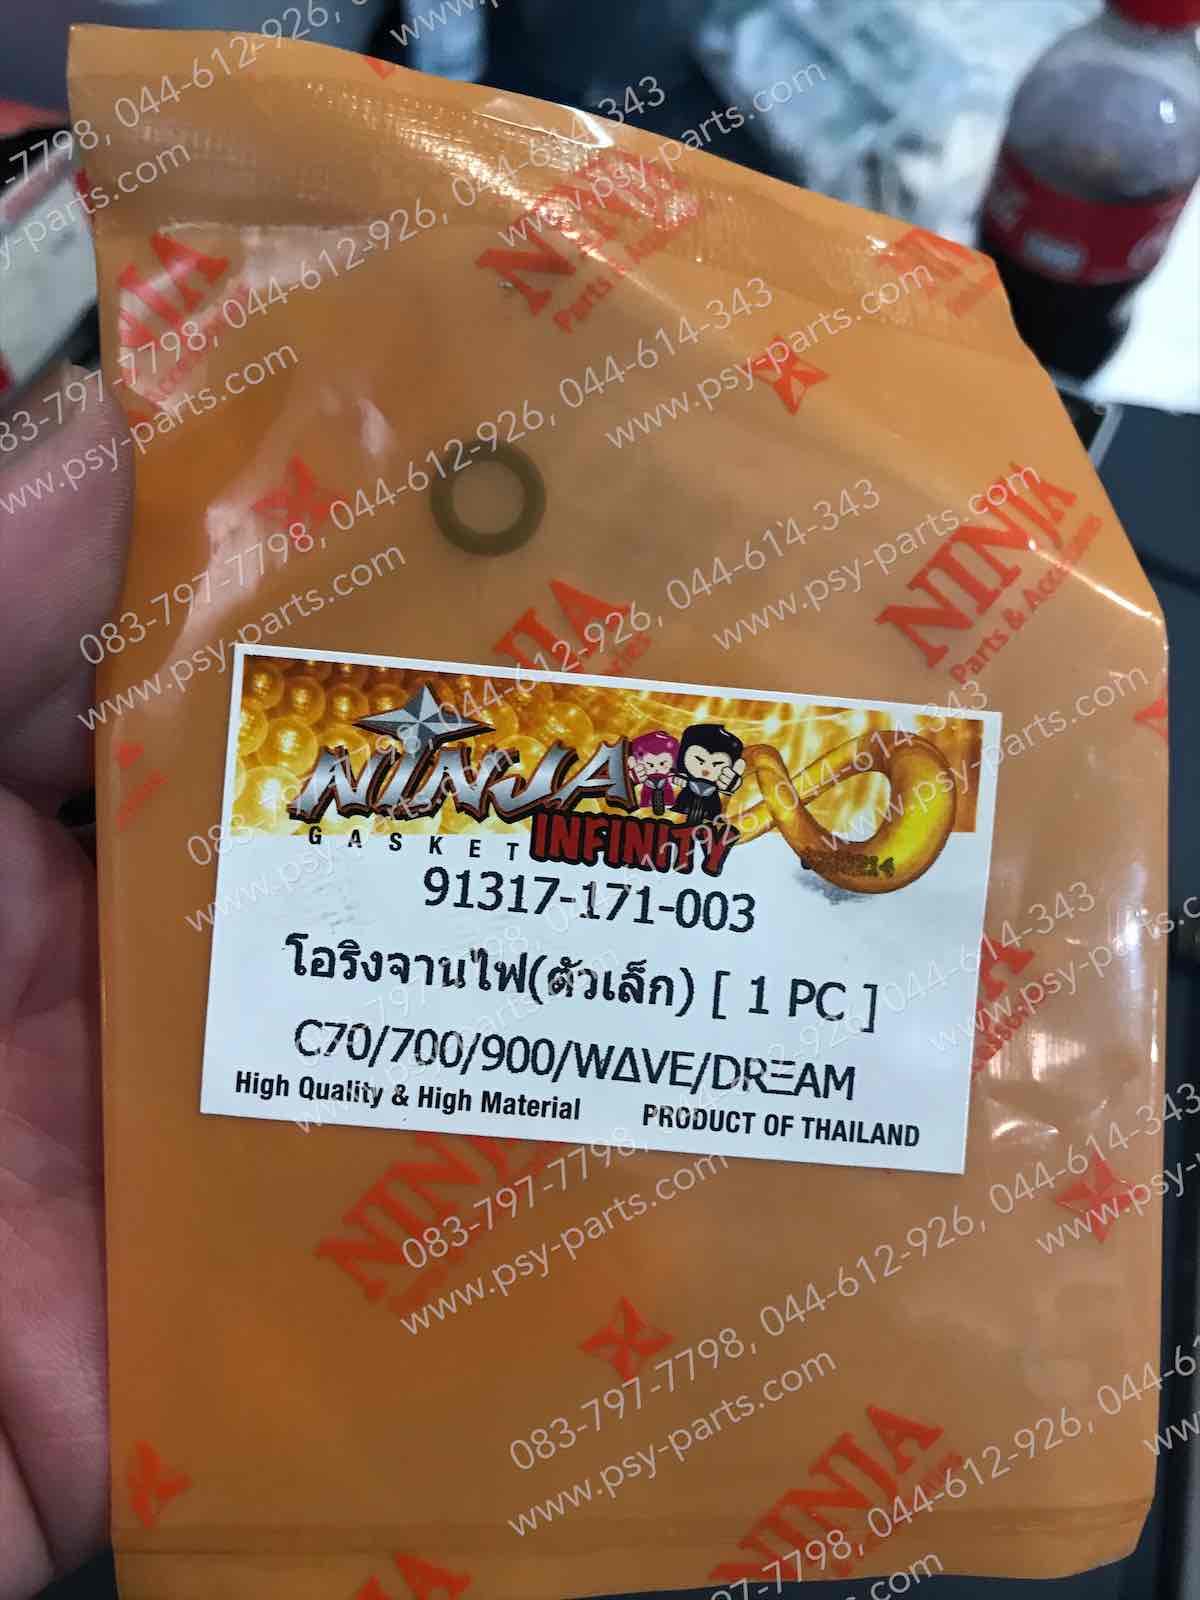 NINJA
GASKET INFINITY
91317-171-003
โอริงจานไฟ(ตัวเล็ก) [ 1 PC ]
C70/700/900/WΔVE/DRΞAM
High Quality & High Material
PRODUCT OF THAILAND
NINJA
Parts & Accessories
083-797-7798, 044-612-926, 044-614-343
www.psy-parts.com